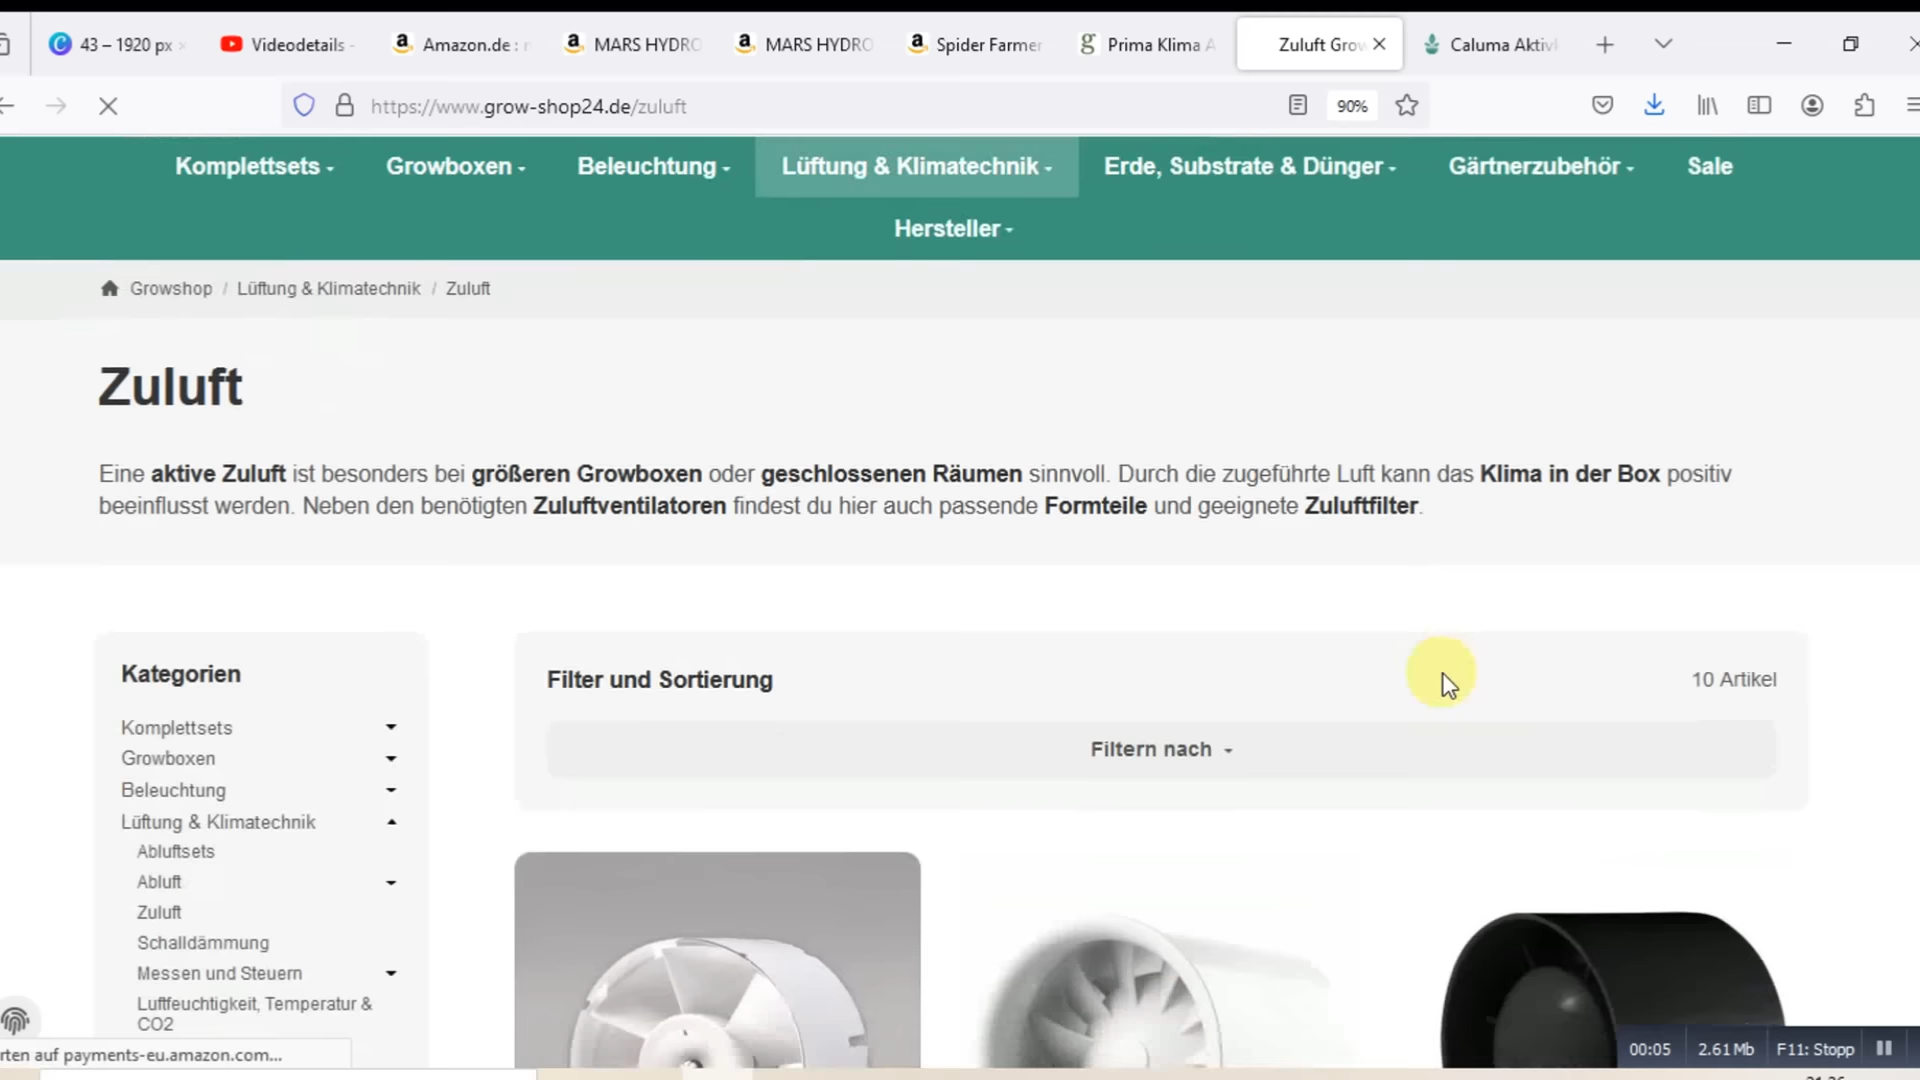 43 – 1920 px
Videodetails -
Amazon.de :
MARS HYDRO
MARS HYDRO
Spider Farmer
Prima Klima A
Zuluft Grow
Caluma Aktivk
https://www.grow-shop24.de/zuluft
90%
Komplettsets
Growboxen
Beleuchtung
Lüftung & Klimatechnik
Erde, Substrate & Dünger
Gärtnerzubehör
Sale
Hersteller
Growshop / Lüftung & Klimatechnik / Zuluft
Zuluft
Eine aktive Zuluft ist besonders bei größeren Growboxen oder geschlossenen Räumen sinnvoll. Durch die zugeführte Luft kann das Klima in der Box positiv
beeinflusst werden. Neben den benötigten Zuluftventilatoren findest du hier auch passende Formteile und geeignete Zuluftfilter.
Kategorien
Komplettsets
Growboxen
Beleuchtung
Lüftung & Klimatechnik
Abluftsets
Abluft
Zuluft
Schalldämmung
Messen und Steuern
Luftfeuchtigkeit, Temperatur &
CO2
Filter und Sortierung
10 Artikel
Filtern nach
rten auf payments-eu.amazon.com...
00:05
2.61Mb
F11: Stopp